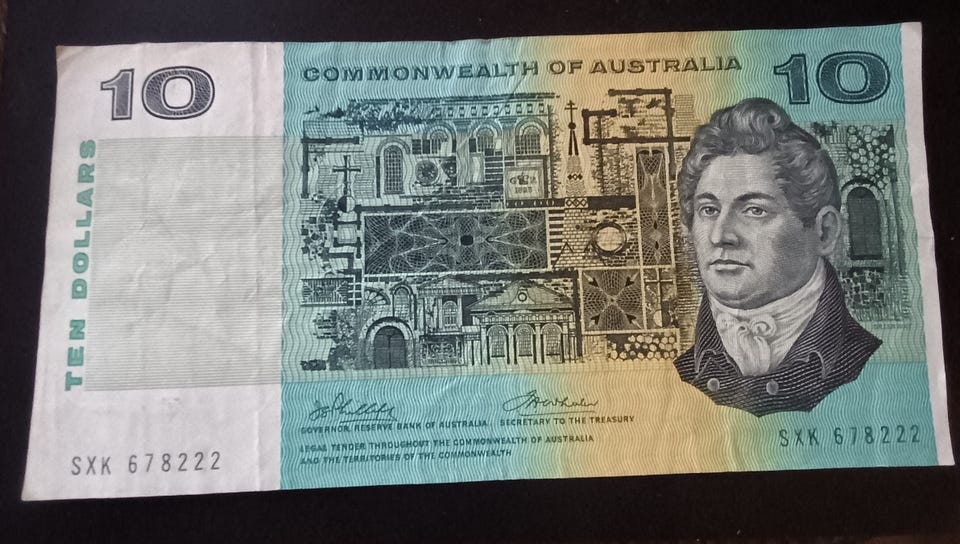 10
COMMONWEALTH OF AUSTRALIA
10
TEN DOLLARS
GOVERNOR, RESERVE BANK OF AUSTRALIA SECRETARY TO THE TREASURY
LEGAL TENDER THROUGHOUT THE COMMONWEALTH OF AUSTRALIA
AND THE TERRITORIES OF THE COMMONWEALTH
SXK 678222
SXK 678222